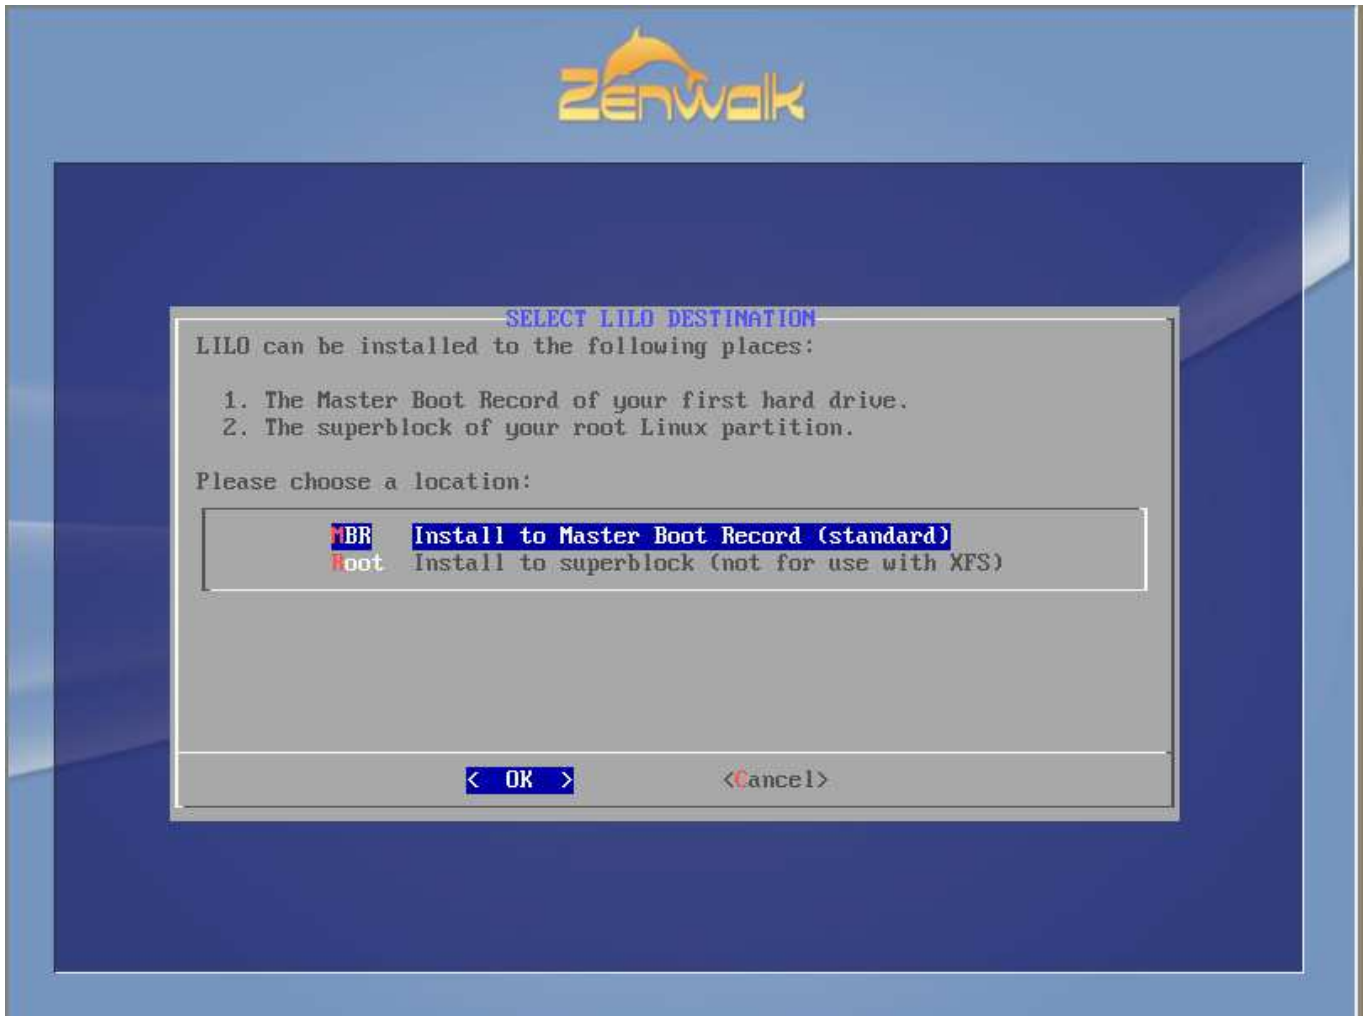 Zenwalk
SELECT LILO DESTINATION
LILO can be installed to the following places:
1. The Master Boot Record of your first hard drive.
2. The superblock of your root Linux partition.
Please choose a location:
MBR Install to Master Boot Record (standard)
Root Install to superblock (not for use with XFS)
< OK > <Cancel>